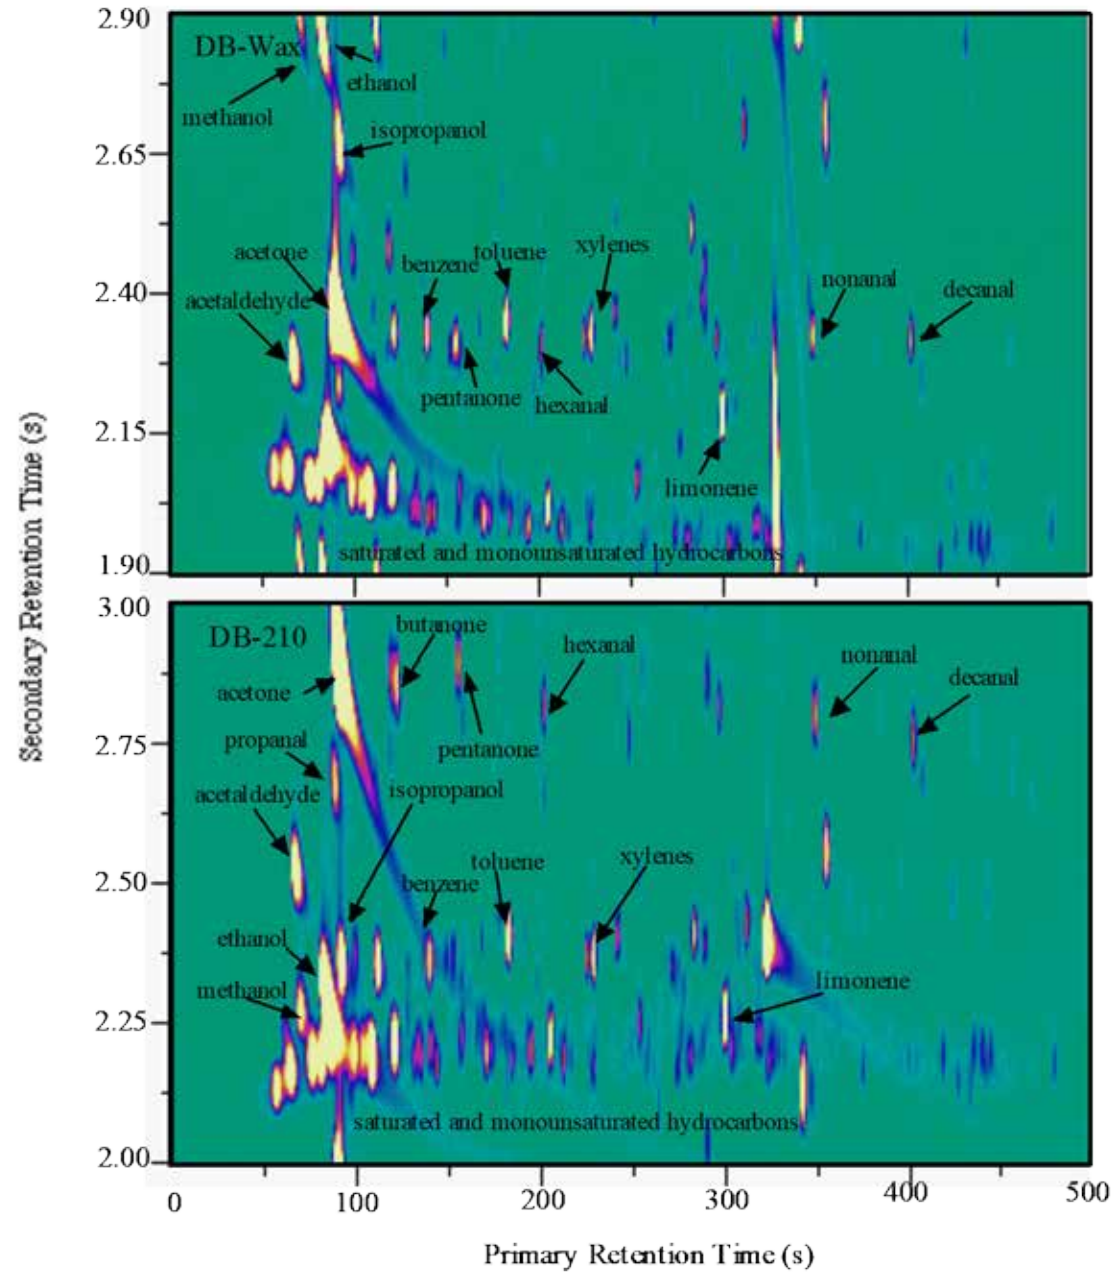 2.90
DB-Wax
ethanol
methanol
isopropanol
2.65
acetone
benzene
toluene
xylenes
2.40
acetaldehyde
nonanal
decanal
pentanone
hexanal
2.15
limonene
saturated and monounsaturated hydrocarbons
1.90
Secondary Retention Time (s)
3.00
DB-210
butanone
hexanal
nonanal
acetone
decanal
propanal
pentanone
2.75
acetaldehyde
isopropanol
toluene
xylenes
2.50
benzene
ethanol
methanol
limonene
2.25
saturated and monounsaturated hydrocarbons
2.00
0 100 200 300 400 500
Primary Retention Time (s)